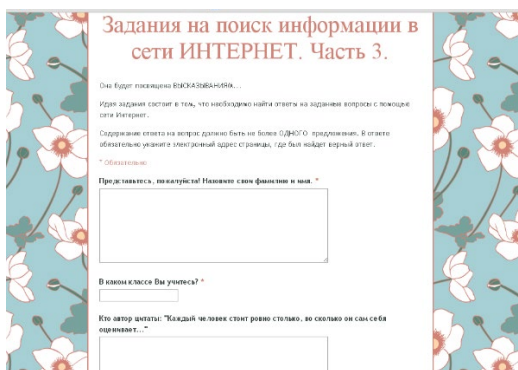 Задания на поиск информации в
сети ИНТЕРНЕТ. Часть 3.
Она будет посвящена ВЫСКАЗЫВАНИЯМ...
Идея задания состоит в том, что необходимо найти ответы на заданные вопросы с помощью
сети Интернет.
Содержание ответа на вопрос должно быть не более ОДНОГО предложения. В ответе
обязательно укажите электронный адрес страницы, где был найдет верный ответ.
* Обязательно
Представьтесь, пожалуйста! Назовите свои фамилию и имя. *
В каком классе Вы учитесь? *
Кто автор цитаты: "Каждый человек стоит ровно столько, во сколько он сам себя
оценивает..."